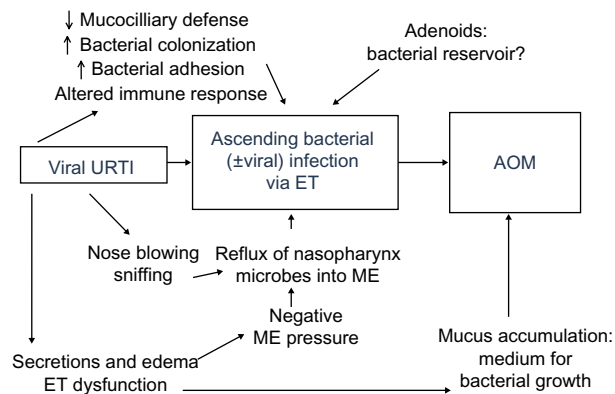 ↓ Mucocilliary defense
↑ Bacterial colonization
↑ Bacterial adhesion
Altered immune response
Adenoids:
bacterial reservoir?
Viral URTI
Ascending bacterial
(±viral) infection
via ET
AOM
Nose blowing
sniffing
Reflux of nasopharynx
microbes into ME
Negative
ME pressure
Secretions and edema
ET dysfunction
Mucus accumulation:
medium for
bacterial growth